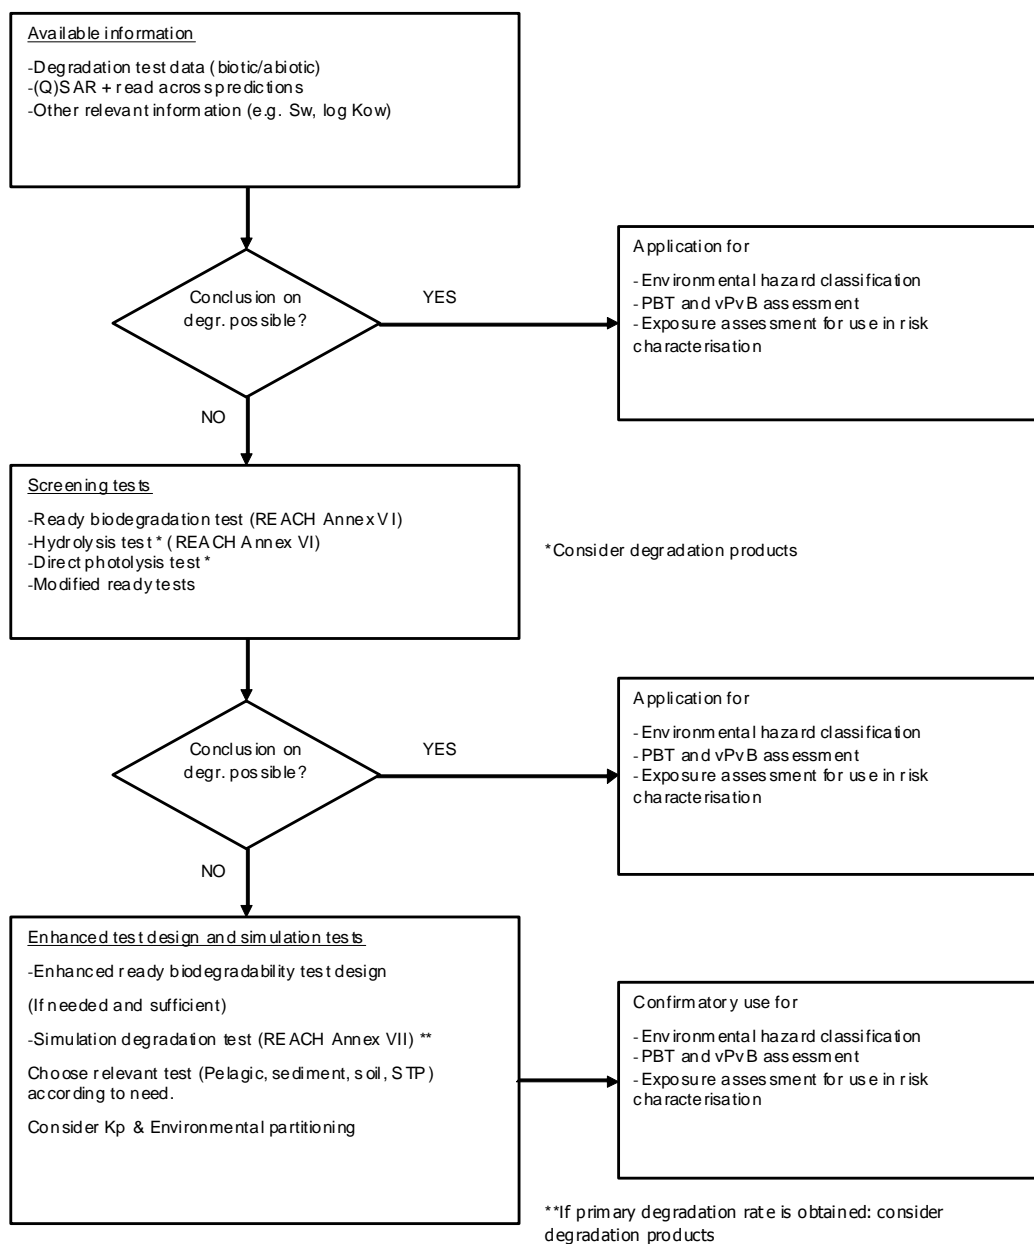 Available information
-Degradation test data (biotic/abiotic)
-(Q)SAR + read across predictions
-Other relevant information (e.g. Sw, log Kow)
Conclusion on
degr. possible?
YES
Application for
- Environmental hazard classification
- PBT and vPvB assessment
- Exposure assessment for use in risk
characterisation
NO
Screening tests
-Ready biodegradation test (REACH Annex VI)
-Hydrolysis test * (REACH Annex VI)
-Direct photolysis test *
-Modified ready tests
*Consider degradation products
Conclusion on
degr. possible?
YES
Application for
- Environmental hazard classification
- PBT and vPvB assessment
- Exposure assessment for use in risk
characterisation
NO
Enhanced test design and simulation tests
-Enhanced ready biodegradability test design
(If needed and sufficient)
-Simulation degradation test (REACH Annex VII) **
Choose relevant test (Pelagic, sediment, soil, STP)
according to need.
Consider Kp & Environmental partitioning
Confirmatory use for
- Environmental hazard classification
- PBT and vPvB assessment
- Exposure assessment for use in risk
characterisation
**If primary degradation rate is obtained: consider
degradation products